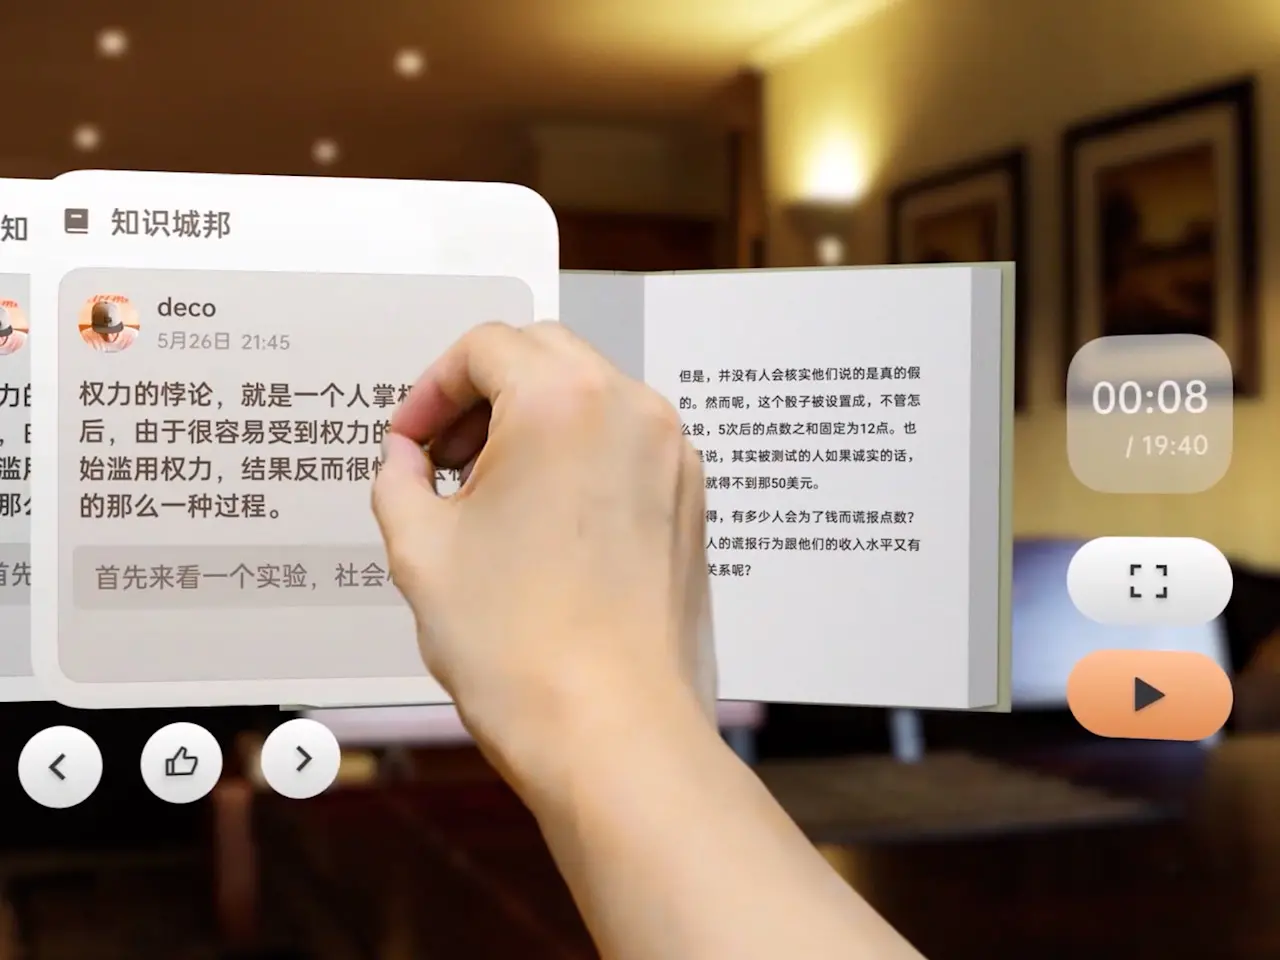 知
知识城邦
deco
5月26日 21:45
权力的悖论，就是一个人掌
后，由于很容易受到权力的
始滥用权力，结果反而很
的那么一种过程。
首先来看一个实验，社会
但是，并没有人会核实他们说的是真的假
的。然而呢，这个骰子被设置成，不管怎
么投，5次后的点数之和固定为12点。也
是说，其实被测试的人如果诚实的话，
就得不到那50美元。
得，有多少人会为了钱而谎报点数？
人的谎报行为跟他们的收入水平又有
关系呢？
00:08
/ 19:40